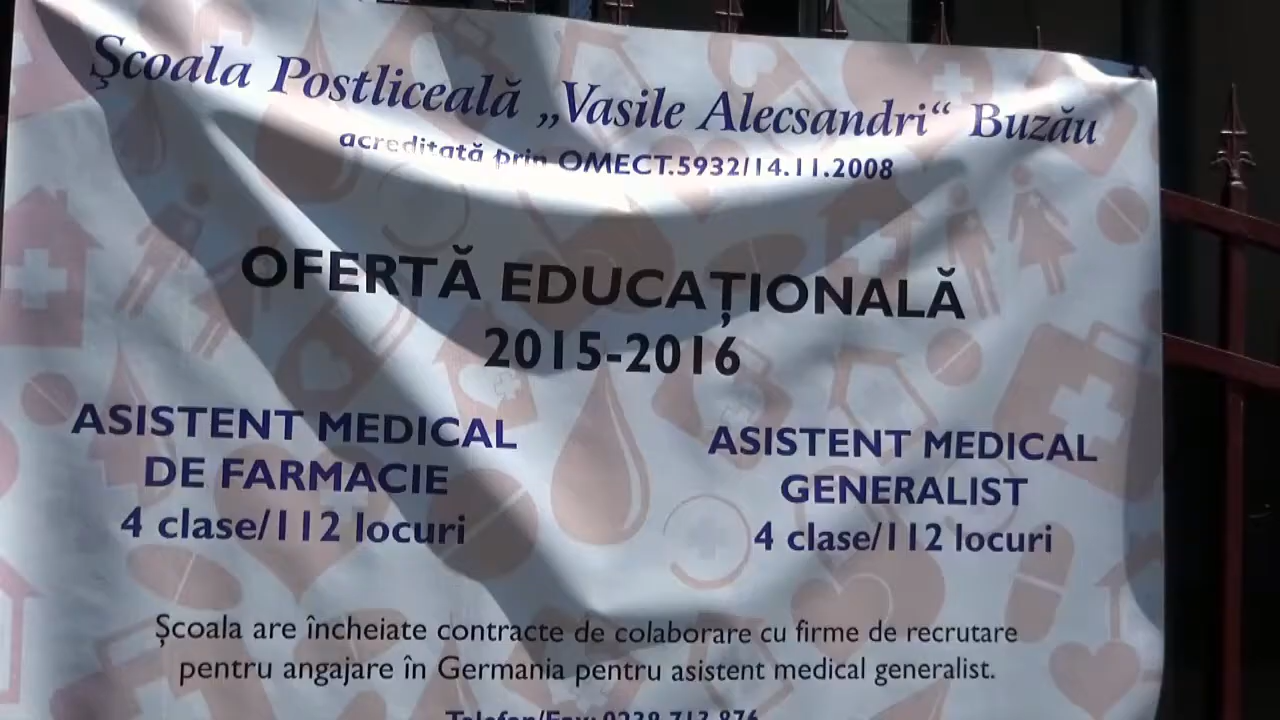 Şcoala Postliceală „Vasile Alecsandri“ Buzău
acreditată prin OMECT.5932/14.11.2008
OFERTĂ EDUCAȚIONALĂ
2015-2016
ASISTENT MEDICAL
DE FARMACIE
4 clase/112 locuri
ASISTENT MEDICAL
GENERALIST
4 clase/112 locuri
Școala are încheiate contracte de colaborare cu firme de recrutare
pentru angajare în Germania pentru asistent medical generalist.
Telefon/Fax: